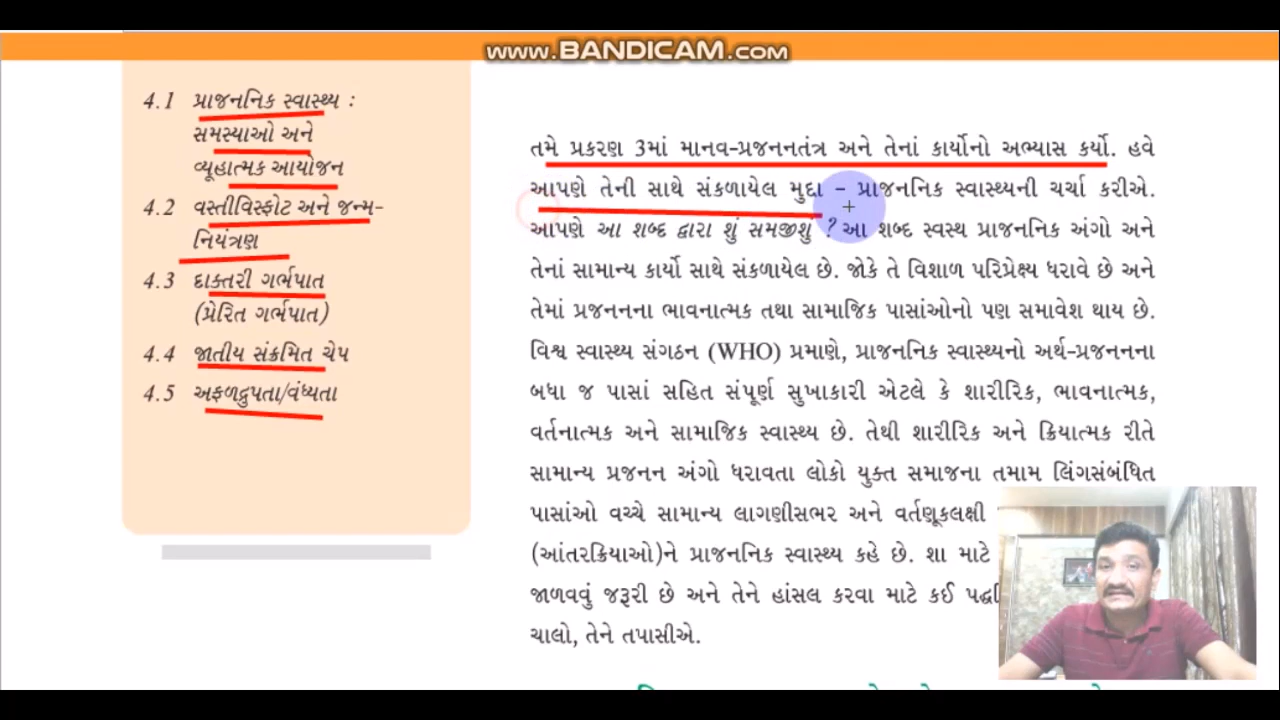 www.BANDICAM.com
4.1 પ્રાજનનિક સ્વાસ્થ્ય :
સમસ્યાઓ અને
વ્યૂહાત્મક આયોજન
4.2 વસ્તીવિસ્ફોટ અને જન્મ-
નિયંત્રણ
4.3 દાક્તરી ગર્ભપાત
(પ્રેરિત ગર્ભપાત)
4.4 જાતીય સંક્રમિત ચેપ
4.5 અફળદ્રુપતા/વંધ્યતા
તમે પ્રકરણ 3માં માનવ-પ્રજનનતંત્ર અને તેનાં કાર્યોનો અભ્યાસ કર્યો. હવે
આપણે તેની સાથે સંકળાયેલ મુદ્દા – પ્રાજનનિક સ્વાસ્થ્યની ચર્ચા કરીએ.
આપણે આ શબ્દ દ્વારા શું સમજીશું ? આ શબ્દ સ્વસ્થ પ્રાજનનિક અંગો અને
તેનાં સામાન્ય કાર્યો સાથે સંકળાયેલ છે. જોકે તે વિશાળ પરિપ્રેક્ષ્ય ધરાવે છે અને
તેમાં પ્રજનનના ભાવનાત્મક તથા સામાજિક પાસાંઓનો પણ સમાવેશ થાય છે.
વિશ્વ સ્વાસ્થ્ય સંગઠન (WHO) પ્રમાણે, પ્રાજનનિક સ્વાસ્થ્યનો અર્થ-પ્રજનનના
બધા જ પાસાં સહિત સંપૂર્ણ સુખાકારી એટલે કે શારીરિક, ભાવનાત્મક,
વર્તનાત્મક અને સામાજિક સ્વાસ્થ્ય છે. તેથી શારીરિક અને ક્રિયાત્મક રીતે
સામાન્ય પ્રજનન અંગો ધરાવતા લોકો યુક્ત સમાજના તમામ લિંગસંબંધિત
પાસાંઓ વચ્ચે સામાન્ય લાગણીસભર અને વર્તણૂકલક્ષી
(આંતરક્રિયાઓ)ને પ્રાજનનિક સ્વાસ્થ્ય કહે છે. શા માટે
જાળવવું જરૂરી છે અને તેને હાંસલ કરવા માટે કઈ
ચાલો, તેને તપાસીએ.